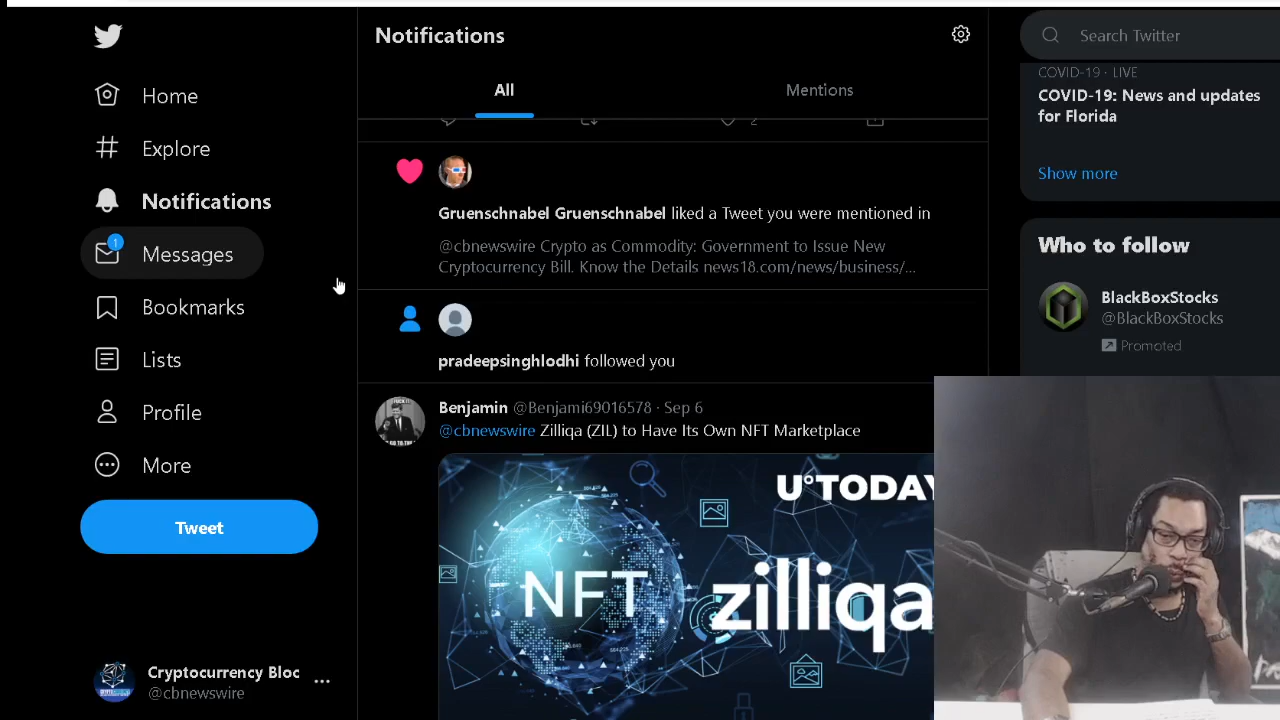 Notifications
Search Twitter
Home
All
Mentions
COVID-19 · LIVE
COVID-19: News and updates
for Florida
2
Explore
Show more
Notifications
Gruenschnabel Gruenschnabel liked a Tweet you were mentioned in
1
Messages
@cbnewswire Crypto as Commodity: Government to Issue New
Cryptocurrency Bill. Know the Details news18.com/news/business/...
Who to follow
BlackBoxStocks
@BlackBoxStocks
Promoted
Bookmarks
Lists
pradeepsinghlodhi followed you
Profile
Benjamin @Benjami69016578 · Sep 6
@cbnewswire Zilliqa (ZIL) to Have Its Own NFT Marketplace
More
U°TODAY
Tweet
NFT zilliqa
Cryptocurrency Bloc
@cbnewswire